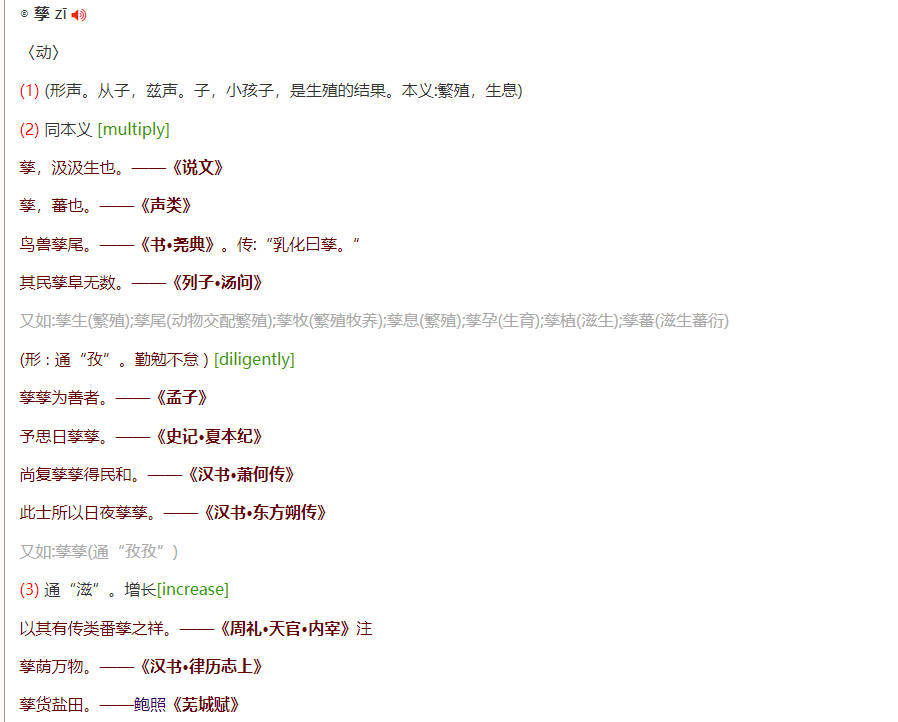 ◎ 孳 zī
〈动〉
(1) (形声。从子，兹声。子，小孩子，是生殖的结果。本义:繁殖，生息)
(2) 同本义 [multiply]
孳，汲汲生也。——《说文》
孳，蕃也。——《声类》
鸟兽孳尾。——《书•尧典》。传:“乳化曰孳。“
其民孳阜无数。——《列子•汤问》
又如:孳生(繁殖);孳尾(动物交配繁殖);孳牧(繁殖牧养);孳息(繁殖);孳孕(生育);孳植(滋生);孳蕃(滋生蕃衍)
(形 : 通“孜”。勤勉不怠 ) [diligently]
孳孳为善者。——《孟子》
予思日孳孳。——《史记•夏本纪》
尚复孳孳得民和。——《汉书•萧何传》
此士所以日夜孳孳。——《汉书•东方朔传》
又如:孳孳(通“孜孜”)
(3) 通“滋”。增长[increase]
以其有传类番孳之祥。——《周礼•天官•内宰》注
孳荫万物。——《汉书•律历志上》
孳货盐田。——鲍照《芜城赋》